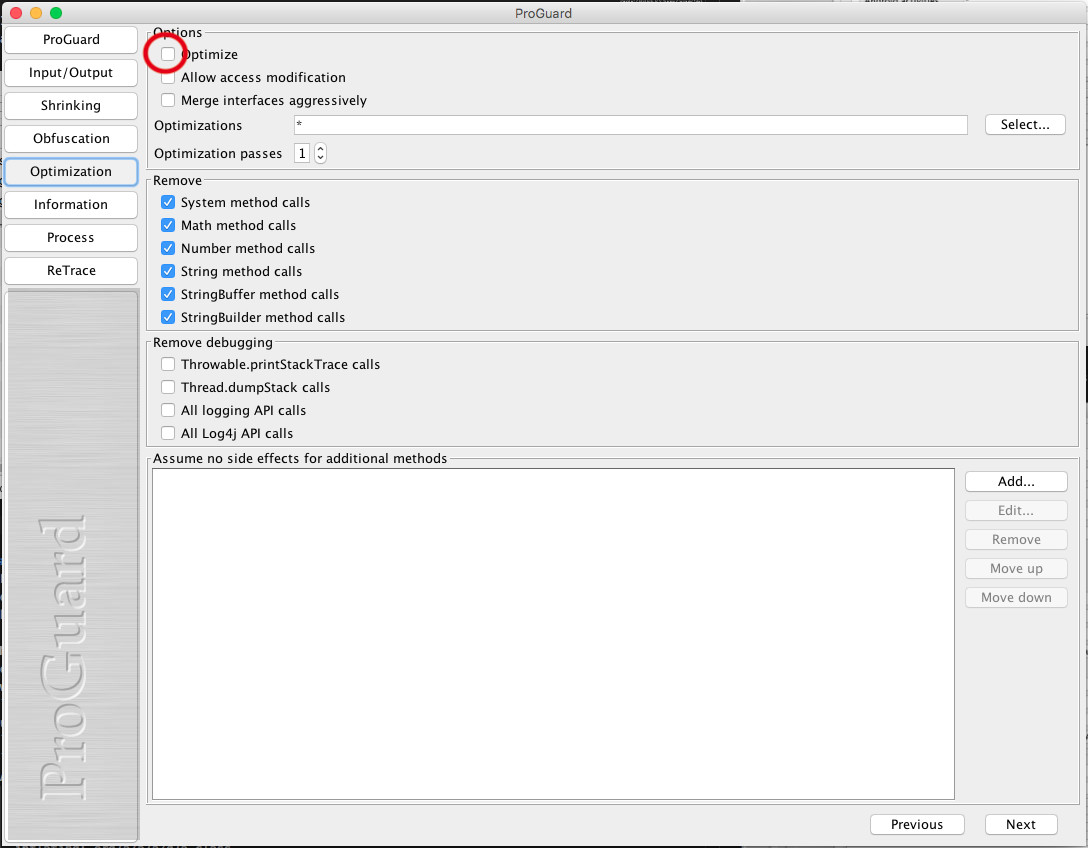 ProGuard
ProGuard
Input/Output
Shrinking
Obfuscation
Optimization
Information
Process
ReTrace
ProGuard
Options
Optimize
Allow access modification
Merge interfaces aggressively
Optimizations * Select...
Optimization passes 1
Remove
System method calls
Math method calls
Number method calls
String method calls
StringBuffer method calls
StringBuilder method calls
Remove debugging
Throwable.printStackTrace calls
Thread.dumpStack calls
All logging API calls
All Log4j API calls
Assume no side effects for additional methods
Add...
Edit...
Remove
Move up
Move down
Previous Next